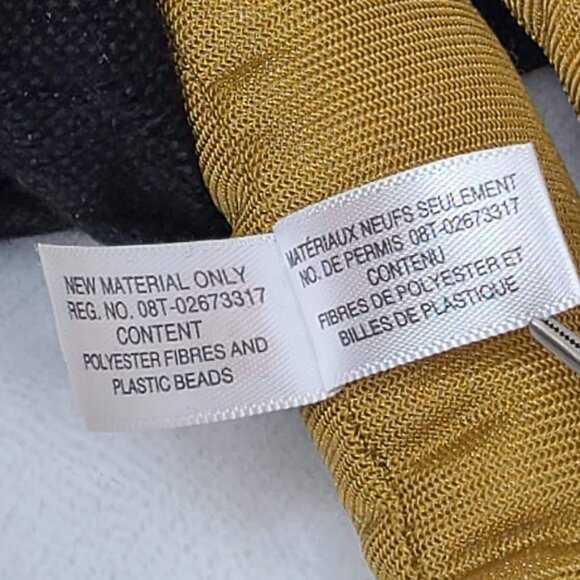 NEW MATERIAL ONLY
REG. NO. 08T-02673317
CONTENT
POLYESTER FIBRES AND
PLASTIC BEADS
MATÉRIAUX NEUFS SEULEMENT
NO. DE PERMIS 08T-02673317
CONTENU
FIBRES DE POLYESTER ET
BILLES DE PLASTIQUE